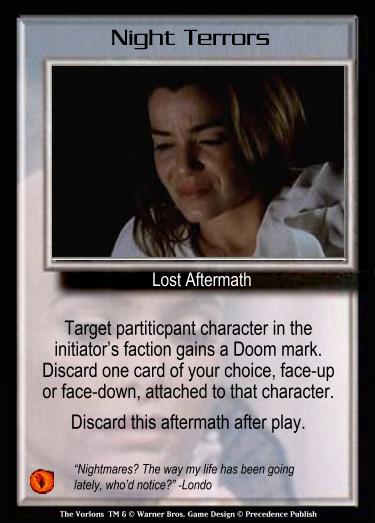 Night Terrors
Lost Aftermath
Target partiticpant character in the
initiator's faction gains a Doom mark.
Discard one card of your choice, face-up
or face-down, attached to that character.
Discard this aftermath after play.
"Nightmares? The way my life has been going
lately, who'd notice?" -Londo
The Vorlons TM & © Warner Bros. Game Design © Precedence Publish